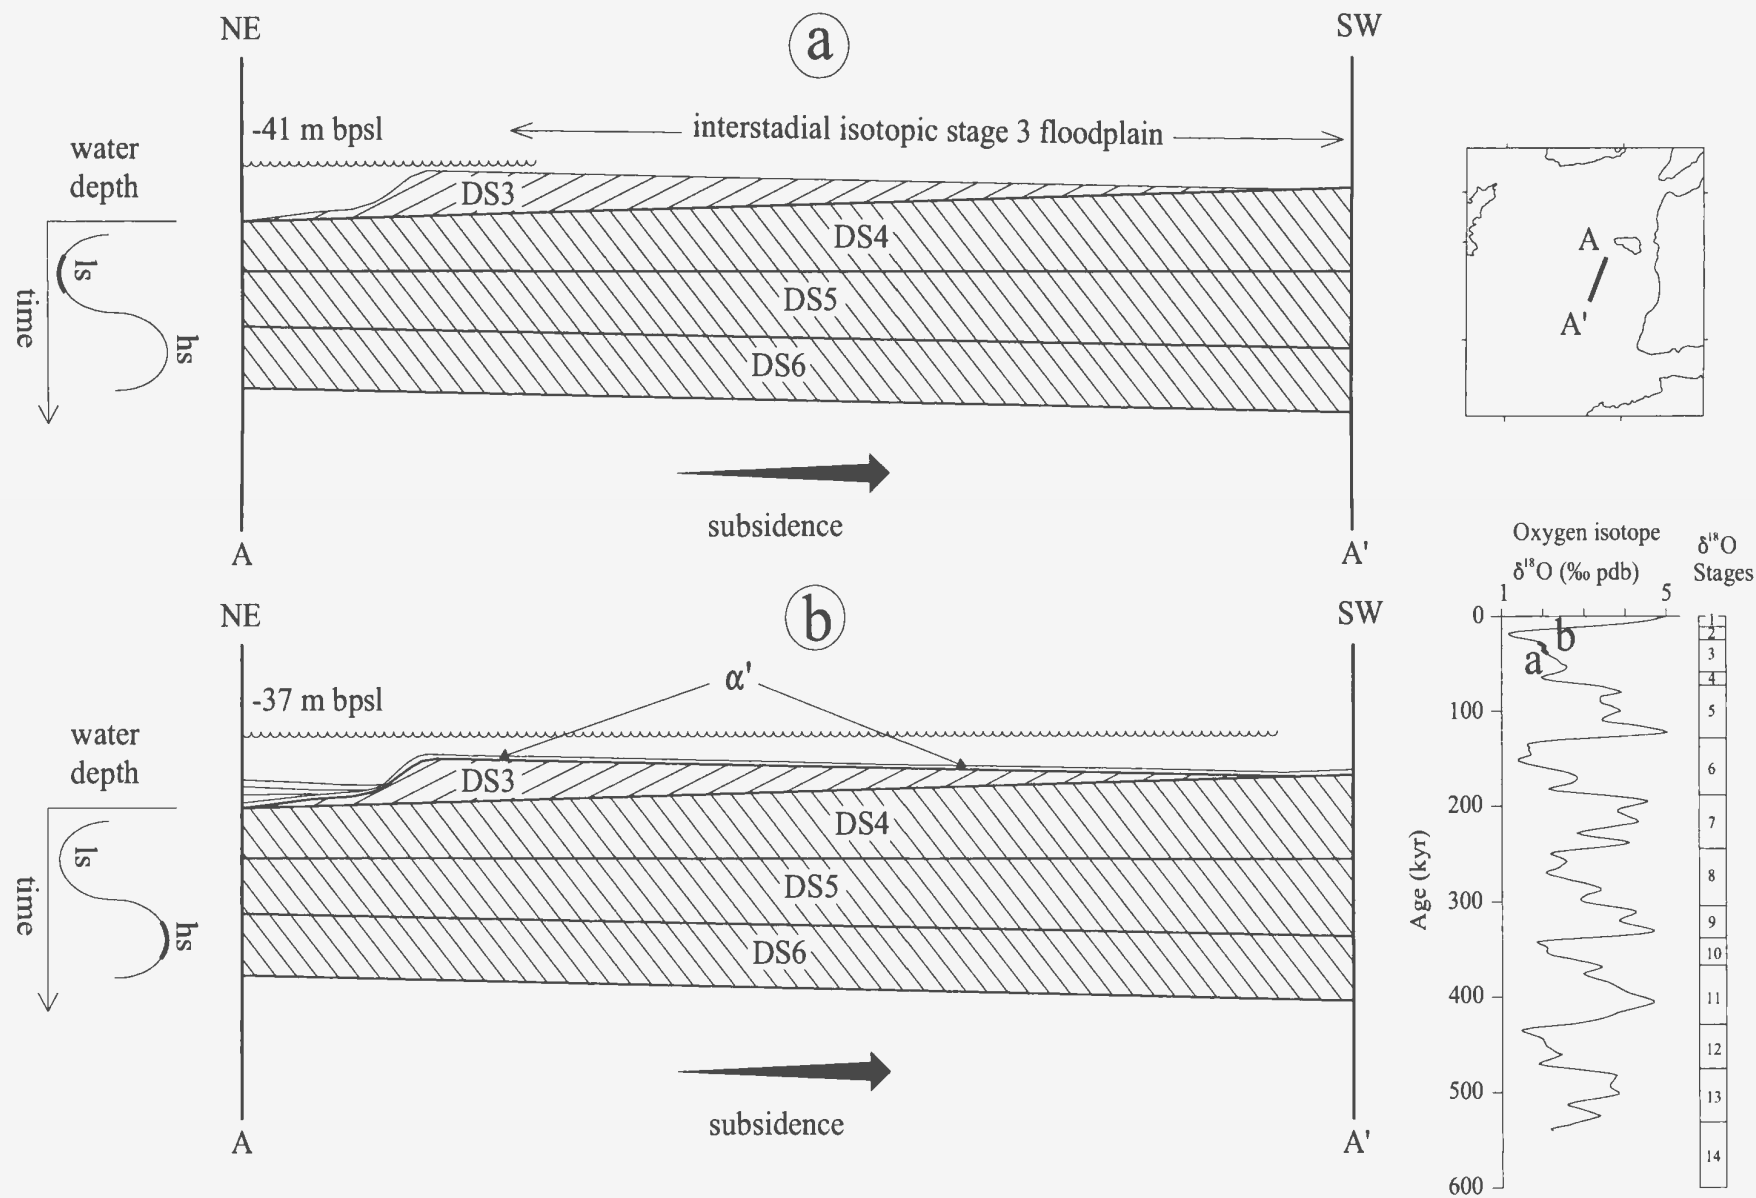 NE
a
SW
-41 m bpsl
interstadial isotopic stage 3 floodplain
water
depth
DS3
DS4
DS5
DS6
ls
hs
time
A
A'
subsidence
A
A'
NE
b
SW
-37 m bpsl
α'
water
depth
DS3
DS4
DS5
DS6
ls
hs
time
subsidence
A
A'
Oxygen isotope
δ¹⁸O (‰ pdb)
δ¹⁸O
Stages
1 5
0
100
200
300
400
500
600
Age (kyr)
a
b
1
2
3
4
5
6
7
8
9
10
11
12
13
14